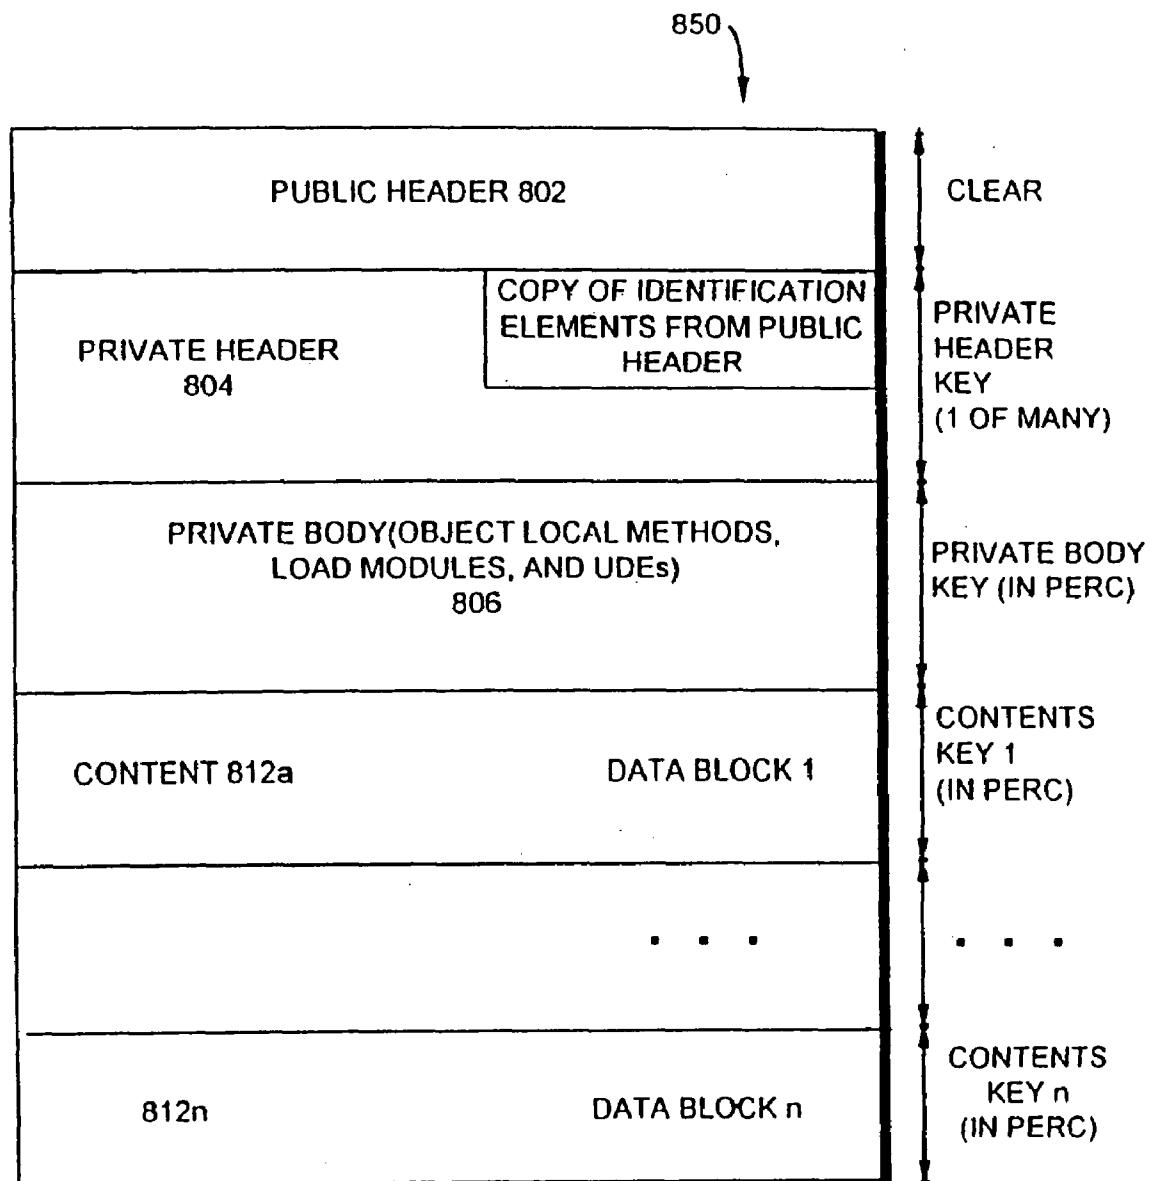 850
PUBLIC HEADER 802
CLEAR
PRIVATE HEADER
804
COPY OF IDENTIFICATION
ELEMENTS FROM PUBLIC
HEADER
PRIVATE
HEADER
KEY
(1 OF MANY)
PRIVATE BODY(OBJECT LOCAL METHODS,
LOAD MODULES, AND UDEs)
806
PRIVATE BODY
KEY (IN PERC)
CONTENT 812a
DATA BLOCK 1
CONTENTS
KEY 1
(IN PERC)
. . .
. . .
812n
DATA BLOCK n
CONTENTS
KEY n
(IN PERC)